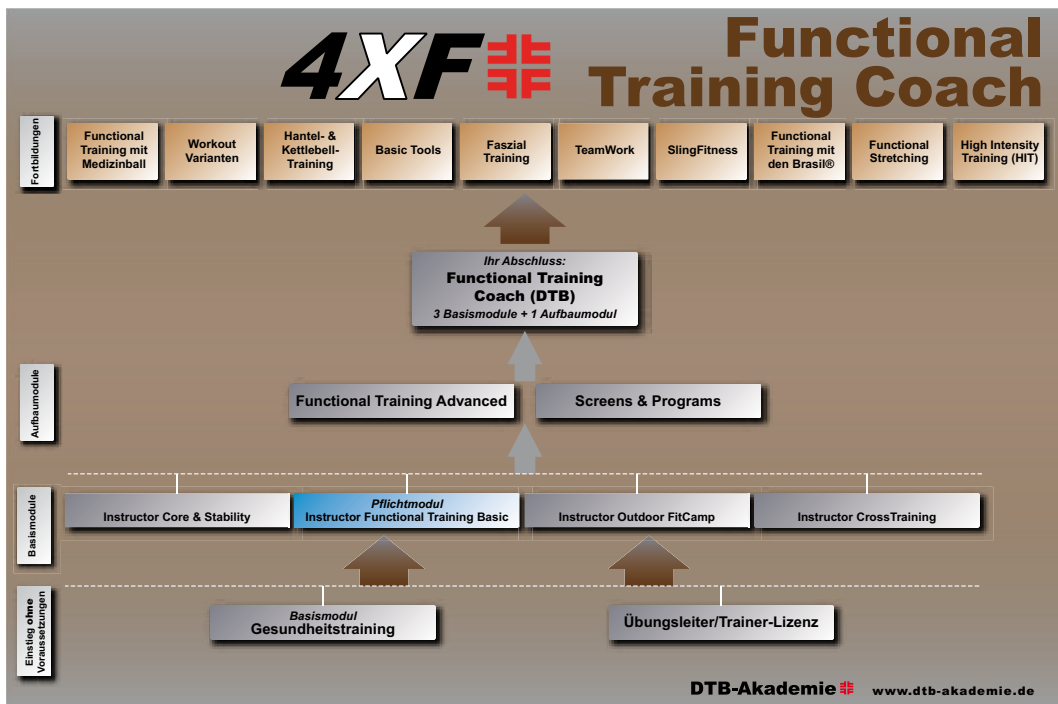 4XF
Functional
Training Coach
Fortbildungen
Functional
Training mit
Medizinball
Workout
Varianten
Hantel- &
Kettlebell-
Training
Basic Tools
Faszial
Training
TeamWork
SlingFitness
Functional
Training mit
den Brasil®
Functional
Stretching
High Intensity
Training (HIT)
Ihr Abschluss:
Functional Training
Coach (DTB)
3 Basismodule + 1 Aufbaumodul
Aufbaumodule
Functional Training Advanced
Screens & Programs
Basismodule
Instructor Core & Stability
Pflichtmodul
Instructor Functional Training Basic
Instructor Outdoor FitCamp
Instructor CrossTraining
Einstieg ohne
Voraussetzungen
Basismodul
Gesundheitstraining
Übungsleiter/Trainer-Lizenz
DTB-Akademie www.dtb-akademie.de